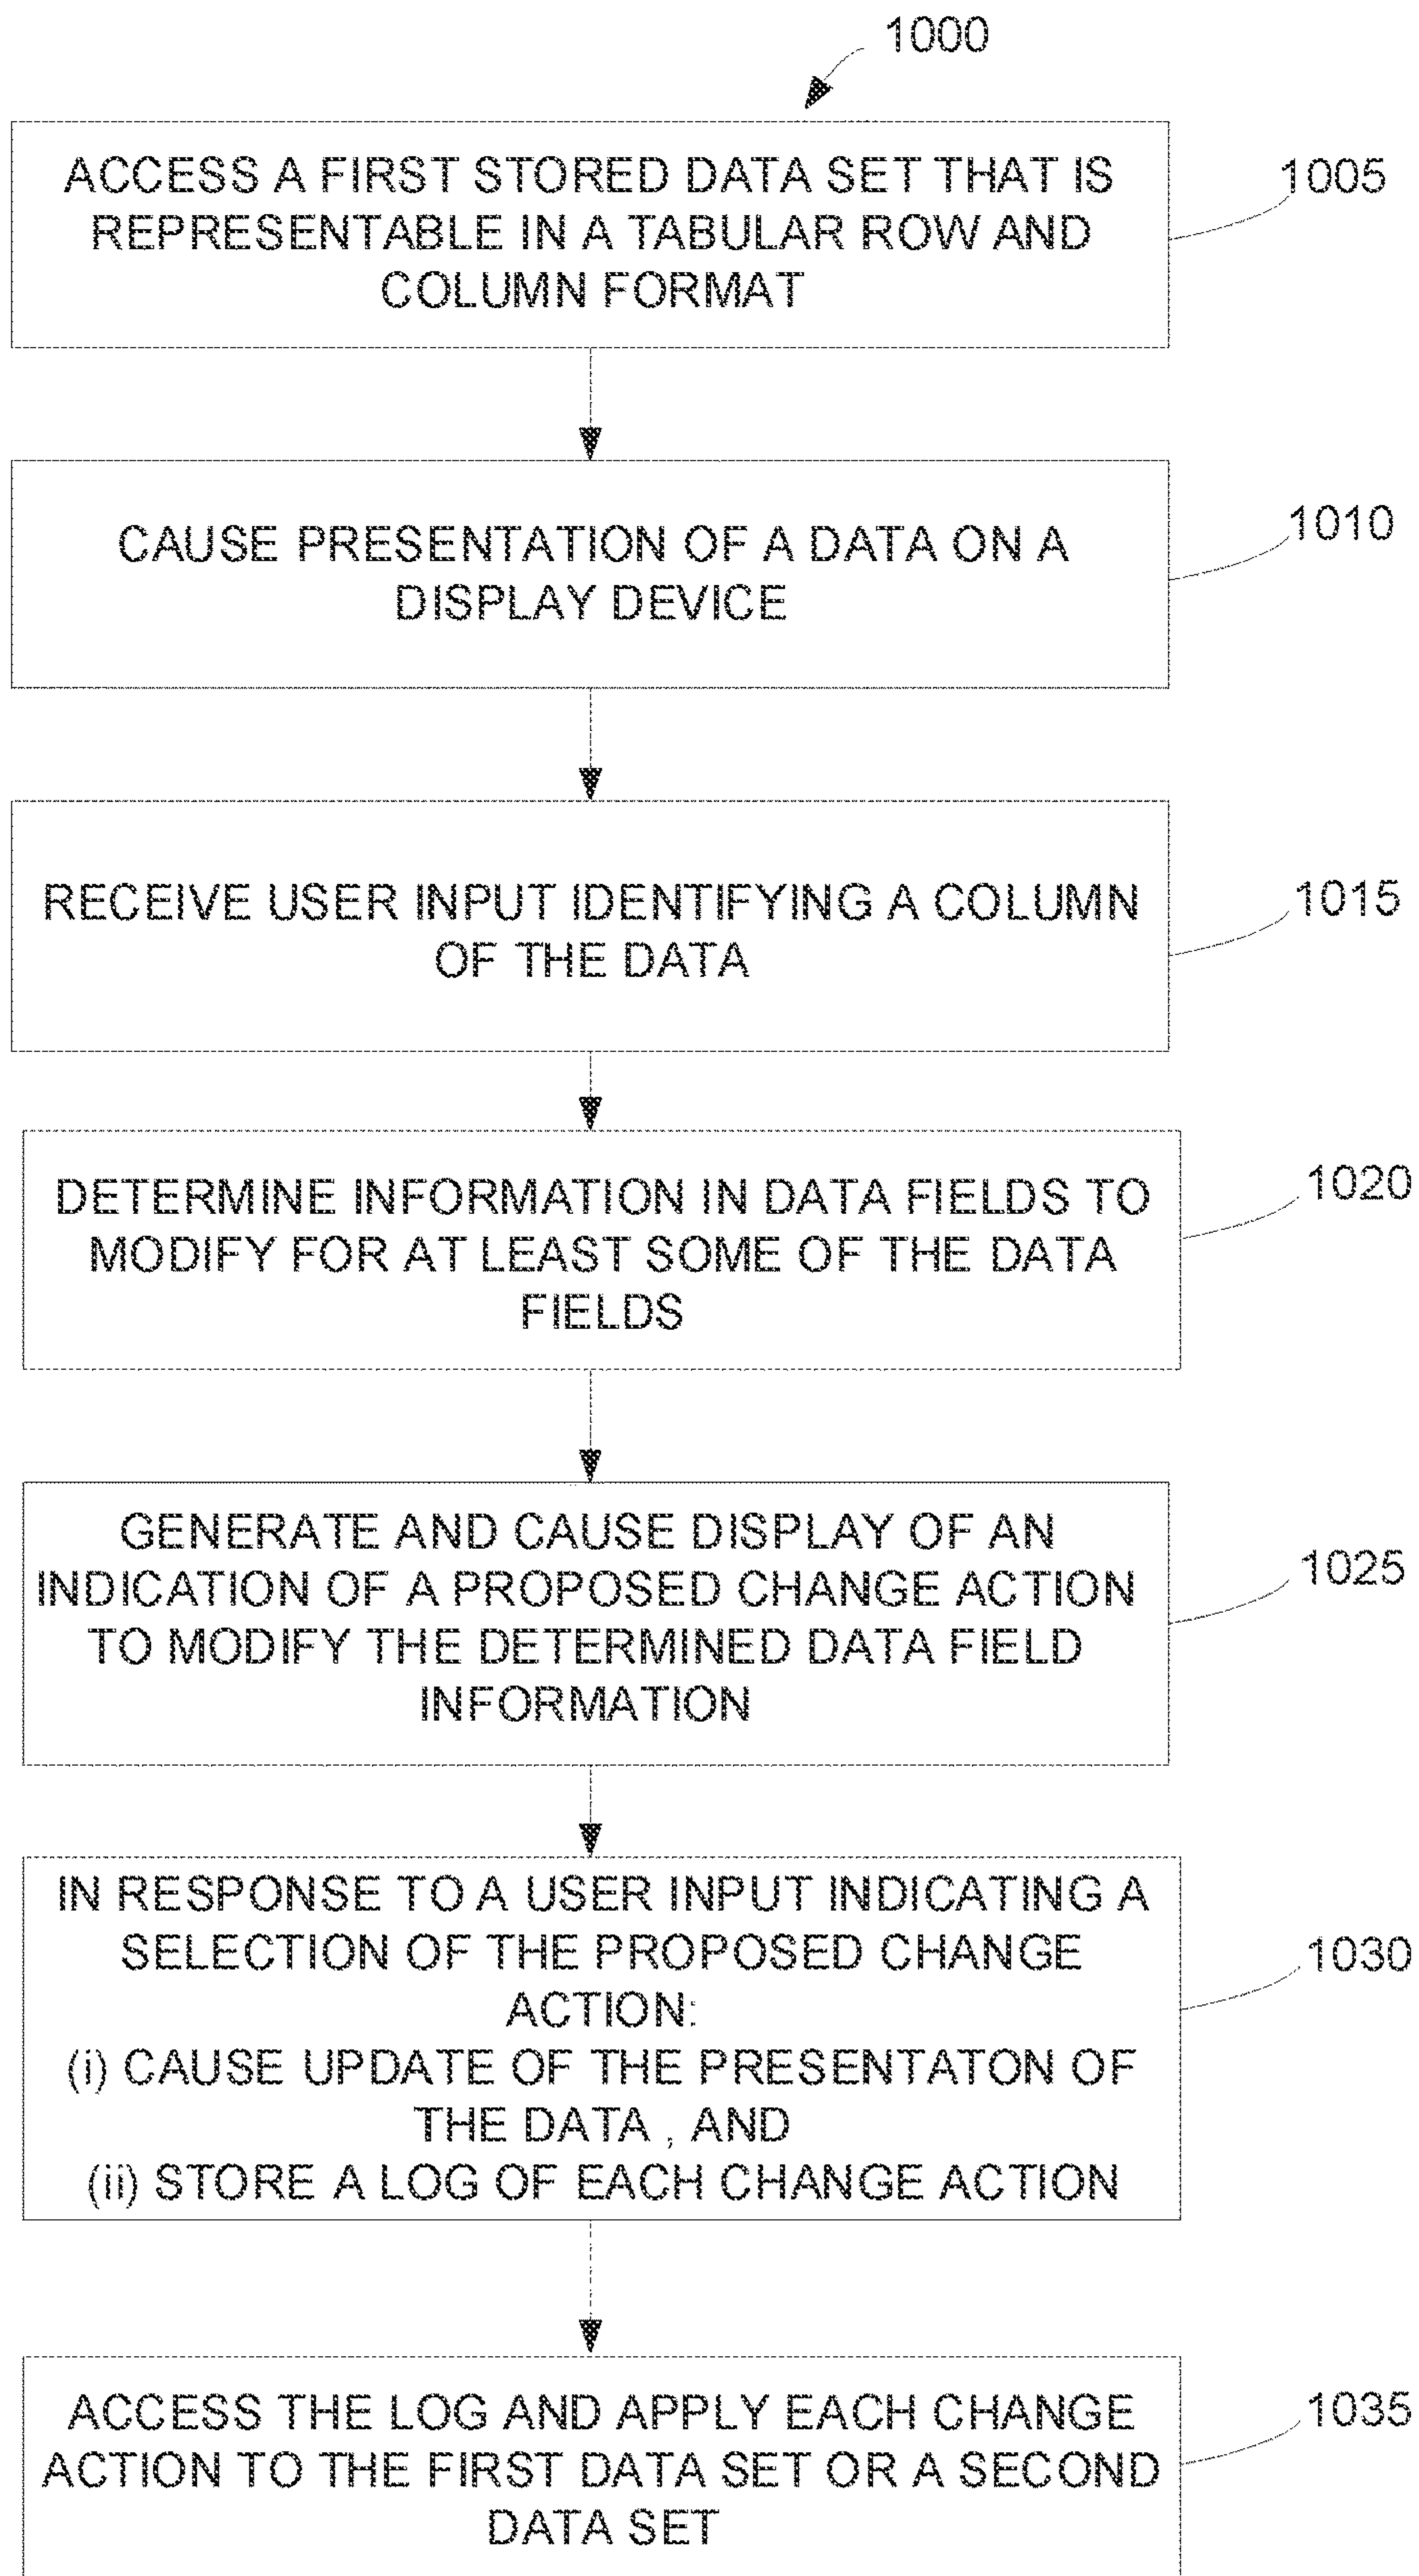 1000
ACCESS A FIRST STORED DATA SET THAT IS
REPRESENTABLE IN A TABULAR ROW AND
COLUMN FORMAT
1005
CAUSE PRESENTATION OF A DATA ON A
DISPLAY DEVICE
1010
RECEIVE USER INPUT IDENTIFYING A COLUMN
OF THE DATA
1015
DETERMINE INFORMATION IN DATA FIELDS TO
MODIFY FOR AT LEAST SOME OF THE DATA
FIELDS
1020
GENERATE AND CAUSE DISPLAY OF AN
INDICATION OF A PROPOSED CHANGE ACTION
TO MODIFY THE DETERMINED DATA FIELD
INFORMATION
1025
IN RESPONSE TO A USER INPUT INDICATING A
SELECTION OF THE PROPOSED CHANGE
ACTION:
(i) CAUSE UPDATE OF THE PRESENTATON OF
THE DATA , AND
(ii) STORE A LOG OF EACH CHANGE ACTION
1030
ACCESS THE LOG AND APPLY EACH CHANGE
ACTION TO THE FIRST DATA SET OR A SECOND
DATA SET
1035